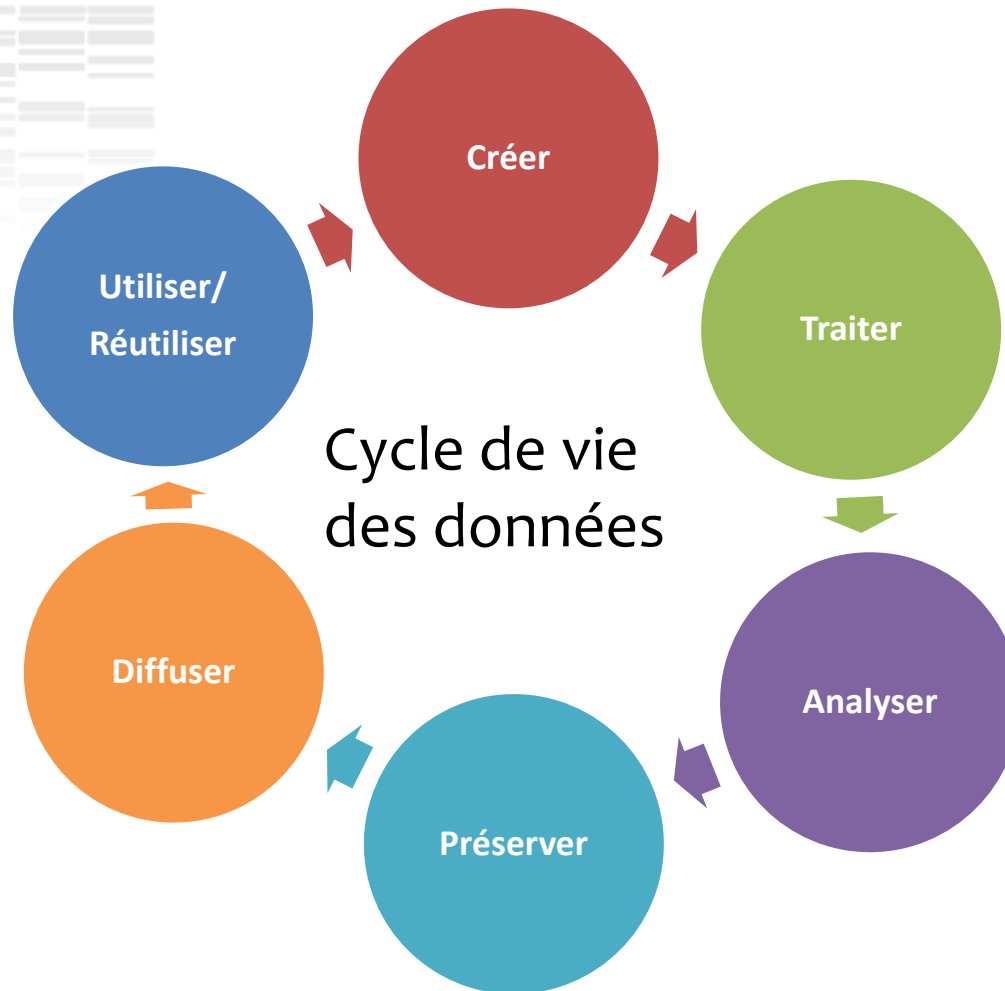 Créer
Traiter
Analyser
Préserver
Diffuser
Utiliser/
Réutiliser
Cycle de vie
des données